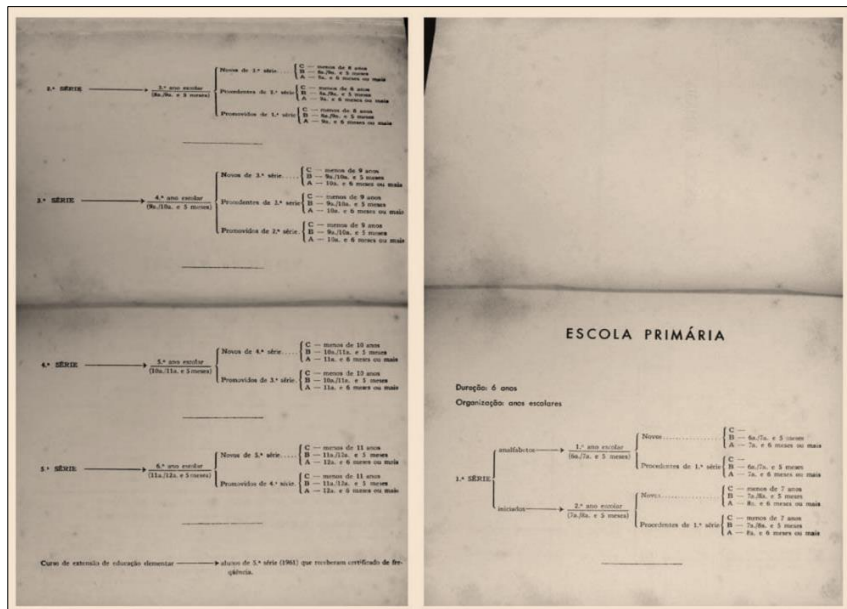 C — menos de 8 anos
Novos de 2.ª série..... B — 8a./9a. e 5 meses
A — 9a. e 6 meses ou mais
2.ª SÉRIE 3.º ano escolar
(8a./9a. e 5 meses)
C — menos de 8 anos
Procedentes de 2.ª série B — 8a./9a. e 5 meses
A — 9a. e 6 meses ou mais
C — menos de 8 anos
Promovidos de 1.ª série B — 8a./9a. e 5 meses
A — 9a. e 6 meses ou mais
C — menos de 9 anos
Novos de 3.ª série..... B — 9a./10a. e 5 meses
A — 10a. e 6 meses ou mais
3.ª SÉRIE 4.º ano escolar
(9a./10a. e 5 meses)
C — menos de 9 anos
Procedentes de 3.ª série B — 9a./10a. e 5 meses
A — 10a. e 6 meses ou mais
C — menos de 9 anos
Promovidos de 2.ª série B — 9a./10a. e 5 meses
A — 10a. e 6 meses ou mais
C — menos de 10 anos
Novos de 4.ª série..... B — 10a./11a. e 5 meses
A — 11a. e 6 meses ou mais
4.ª SÉRIE 5.º ano escolar
(10a./11a. e 5 meses)
C — menos de 10 anos
Promovidos de 3.ª série B — 10a./11a. e 5 meses
A — 11a. e 6 meses ou mais
C — menos de 11 anos
Novos de 5.ª série..... B — 11a./12a. e 5 meses
A — 12a. e 6 meses ou mais
5.ª SÉRIE 6.º ano escolar
(11a./12a. e 5 meses)
C — menos de 11 anos
Promovidos de 4.ª série B — 11a./12a. e 5 meses
A — 12a. e 6 meses ou mais
Curso de extensão de educação elementar alunos de 5.ª série (1961) que receberam certificado de fre-
qüência.
ESCOLA PRIMÁRIA
Duração: 6 anos
Organização: anos escolares
C —
Novos B — 6a./7a. e 5 meses
A — 7a. e 6 meses ou mais
analfabetos 1.º ano escolar
(6a./7a. e 5 meses)
C —
Procedentes de 1.ª série B — 6a./7a. e 5 meses
A — 7a. e 6 meses ou mais
1.ª SÉRIE
C — menos de 7 anos
Novos B — 7a./8a. e 5 meses
A — 8a. e 6 meses ou mais
iniciados 2.º ano escolar
(7a./8a. e 5 meses)
C — menos de 7 anos
Procedentes de 1.ª série B — 7a./8a. e 5 meses
A — 8a. e 6 meses ou mais